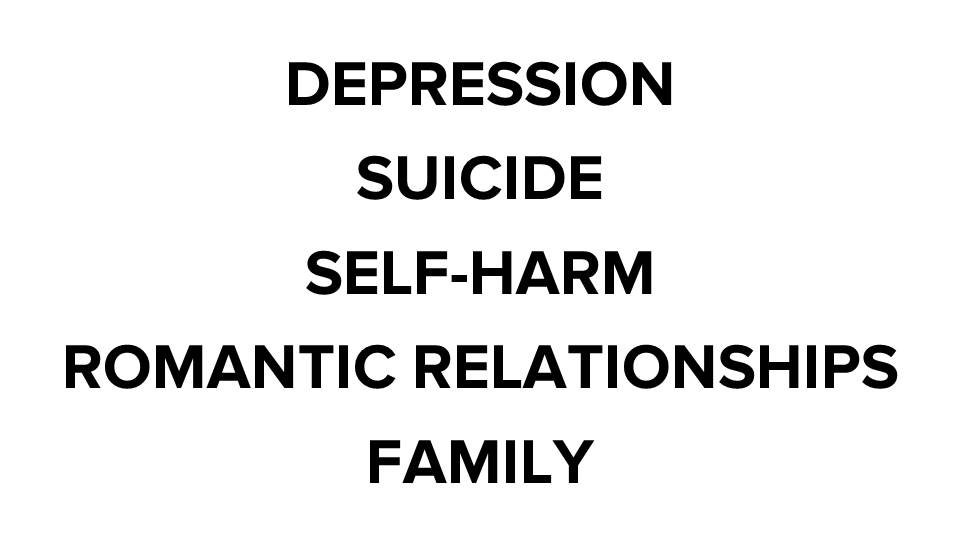 DEPRESSION
SUICIDE
SELF-HARM
ROMANTIC RELATIONSHIPS
FAMILY